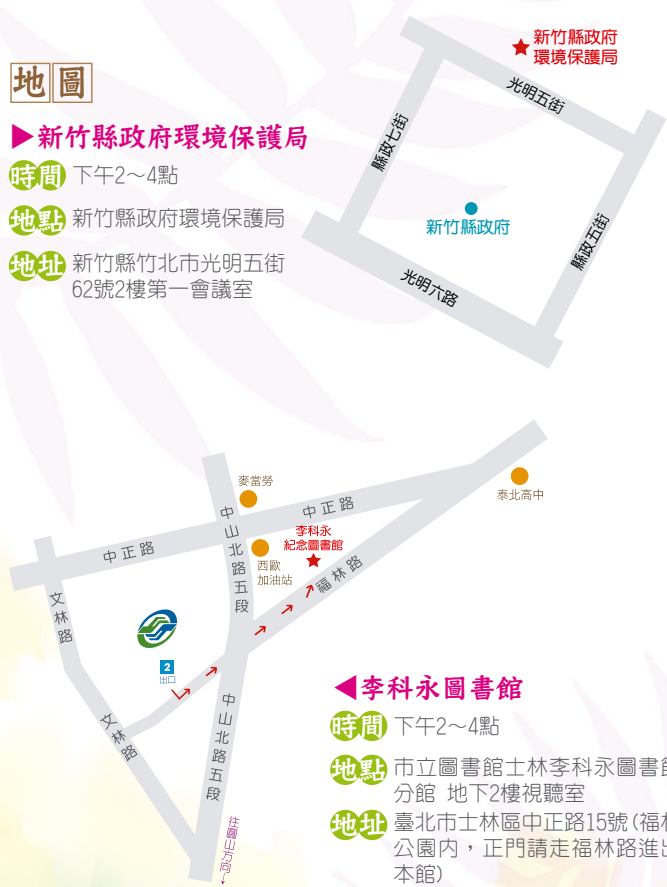 地圖
▶新竹縣政府環境保護局
時間 下午2～4點
地點 新竹縣政府環境保護局
地址 新竹縣竹北市光明五街
62號2樓第一會議室
新竹縣政府
環境保護局
光明五街
縣政七街
新竹縣政府
縣政五街
光明六路
麥當勞
泰北高中
中正路
中山北路五段
李科永
紀念圖書館
中正路
西歐
加油站
福林路
文林路
2
出口
文林路
中山北路五段
往圓山方向→
◀李科永圖書館
時間 下午2～4點
地點 市立圖書館士林李科永圖書館
分館 地下2樓視聽室
地址 臺北市士林區中正路15號(福林
公園內，正門請走福林路進出
本館)